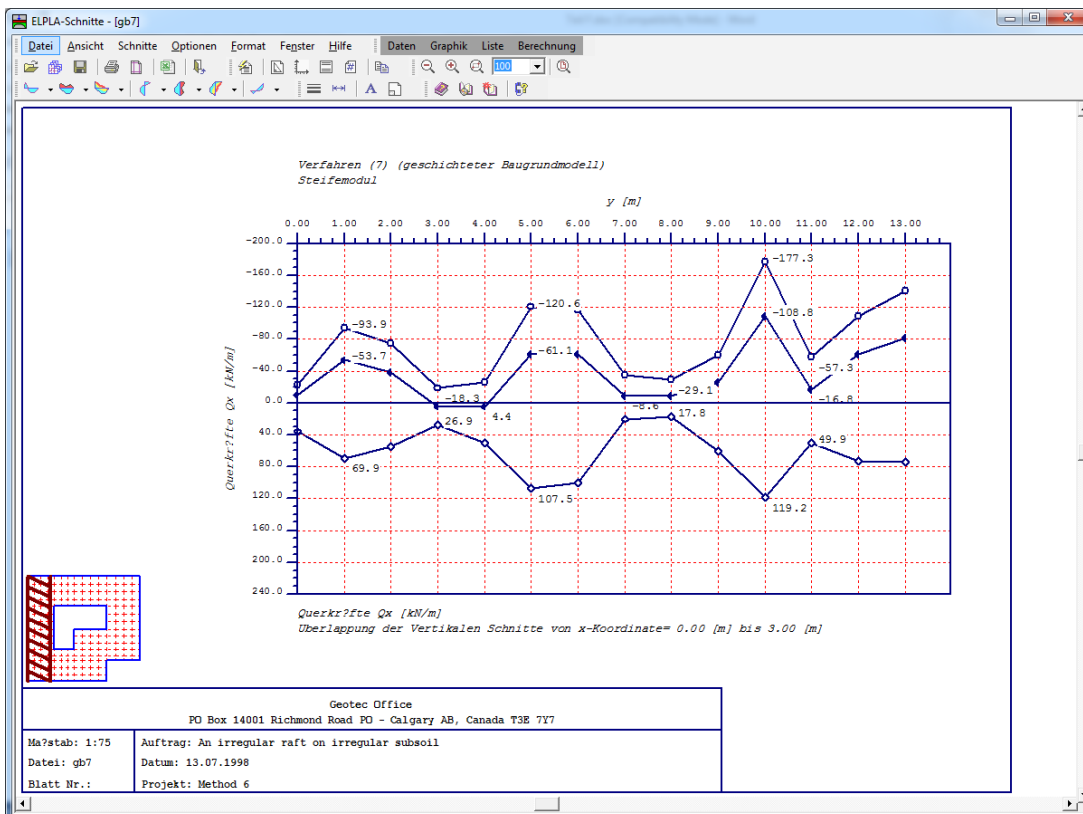 ELPLA-Schnitte - [gb7]
Datei Ansicht Schnitte Optionen Format Fenster Hilfe Daten Graphik Liste Berechnung
100
A
Verfahren (7) (geschichteter Baugrundmodell)
Steifemodul
y [m]
0.00 1.00 2.00 3.00 4.00 5.00 6.00 7.00 8.00 9.00 10.00 11.00 12.00 13.00
-200.0
-160.0
-120.0
-80.0
-40.0
0.0
40.0
80.0
120.0
160.0
200.0
240.0
Querkr?fte Qx [kN/m]
-177.3
-120.6
-108.8
-93.9
-53.7
-61.1
-57.3
-18.3
-29.1
-16.8
4.4
-8.6
17.8
26.9
49.9
69.9
107.5
119.2
Querkr?fte Qx [kN/m]
Überlappung der Vertikalen Schnitte von x-Koordinate= 0.00 [m] bis 3.00 [m]
Geotec Office
PO Box 14001 Richmond Road PO - Calgary AB, Canada T3E 7Y7
Ma?stab: 1:75 Auftrag: An irregular raft on irregular subsoil
Datei: gb7 Datum: 13.07.1998
Blatt Nr.: Projekt: Method 6